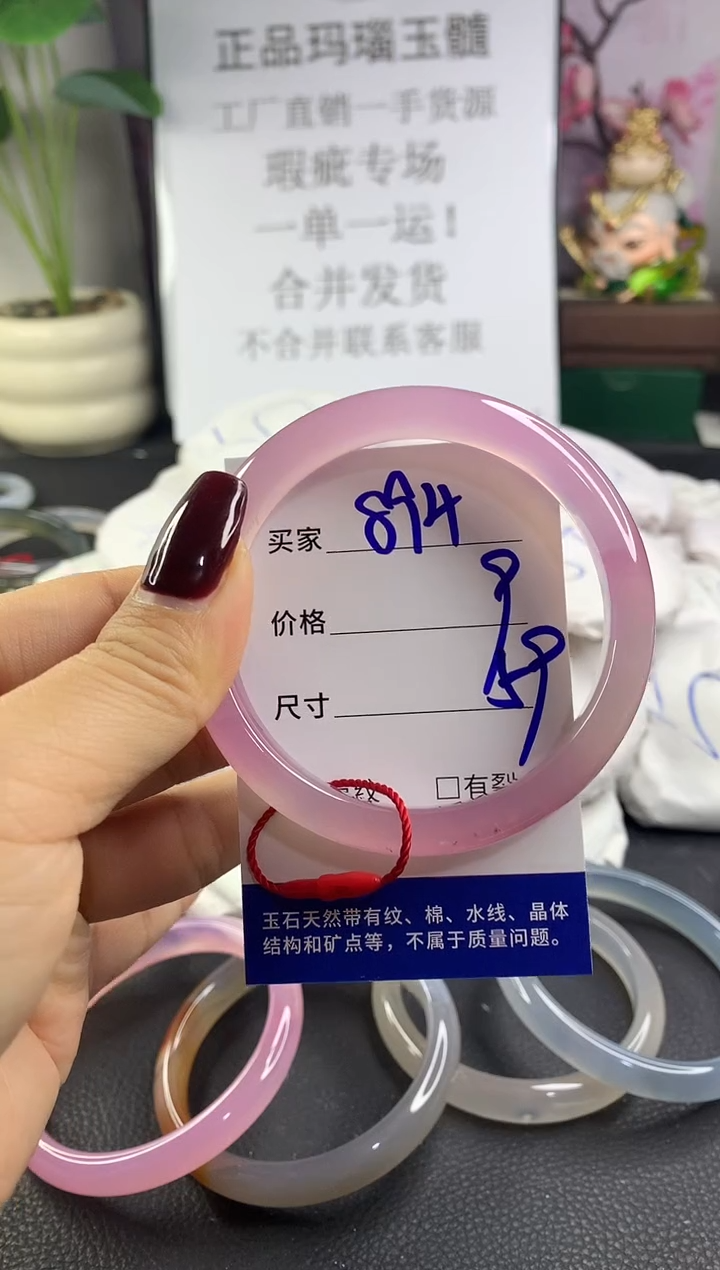 正品玛瑙玉髓
工厂直销一手货源
瑕疵专场
一单一运！
合并发货
不合并联系客服
买家 894
价格
尺寸
纹 □有裂
玉石天然带有纹、棉、水线、晶体
结构和矿点等，不属于质量问题。